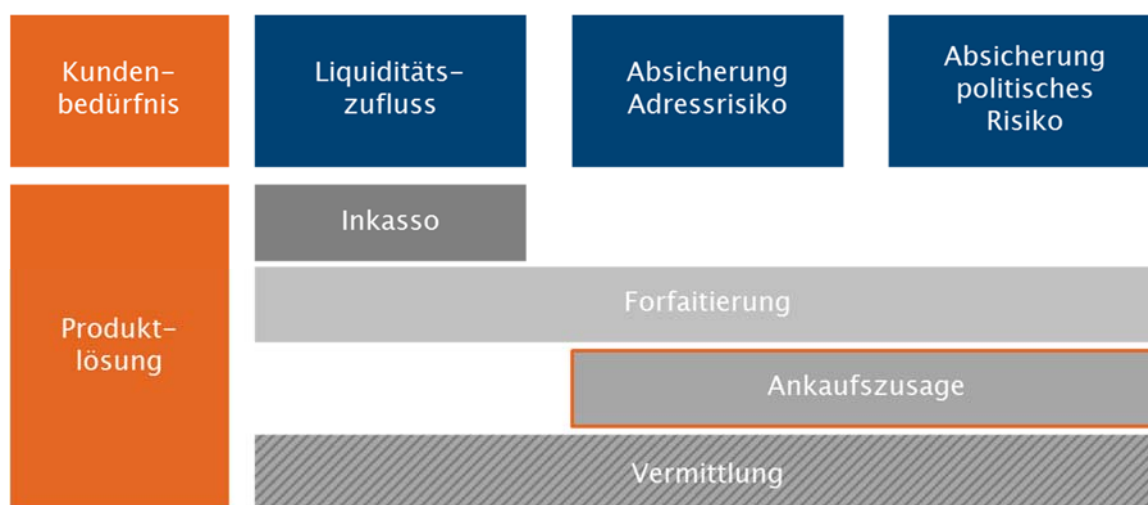 Kunden-
bedürfnis
Liquiditäts-
zufluss
Absicherung
Adressrisiko
Absicherung
politisches
Risiko
Produkt-
lösung
Inkasso
Forfaitierung
Ankaufszusage
Vermittlung